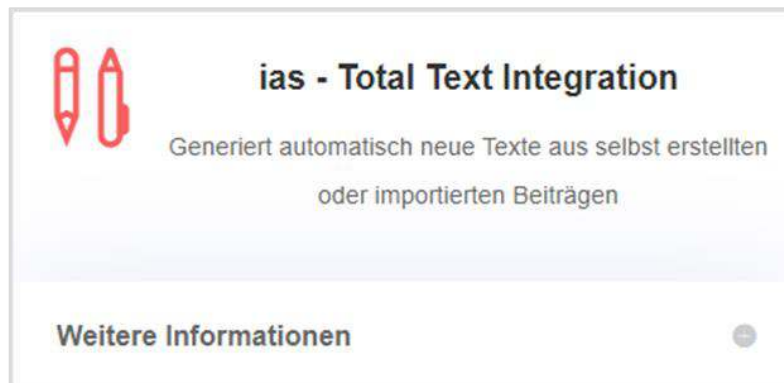 ias - Total Text Integration
Generiert automatisch neue Texte aus selbst erstellten
oder importierten Beiträgen
Weitere Informationen